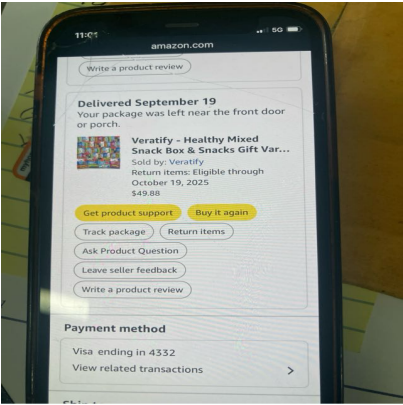 11:01
5G
amazon.com
Write a product review
Delivered September 19
Your package was left near the front door
or porch.
Veratify - Healthy Mixed
Snack Box & Snacks Gift Var...
Sold by: Veratify
Return items: Eligible through
October 19, 2025
$49.88
Get product support
Buy it again
Track package
Return items
Ask Product Question
Leave seller feedback
Write a product review
Payment method
Visa ending in 4332
View related transactions